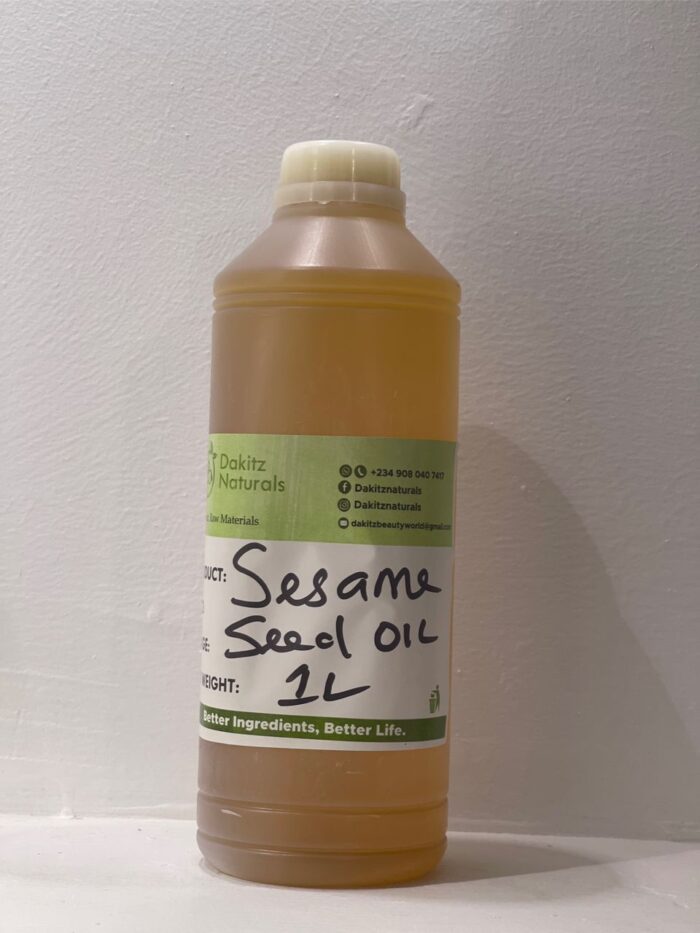 Dakitz
Naturals
Raw Materials
+234 908 040 7417
Dakitznaturals
Dakitznaturals
dakitzbeautyworld@gmail.com
DUCT: Sesame
Seed OIL
GE:
WEIGHT: 1L
Better Ingredients, Better Life.